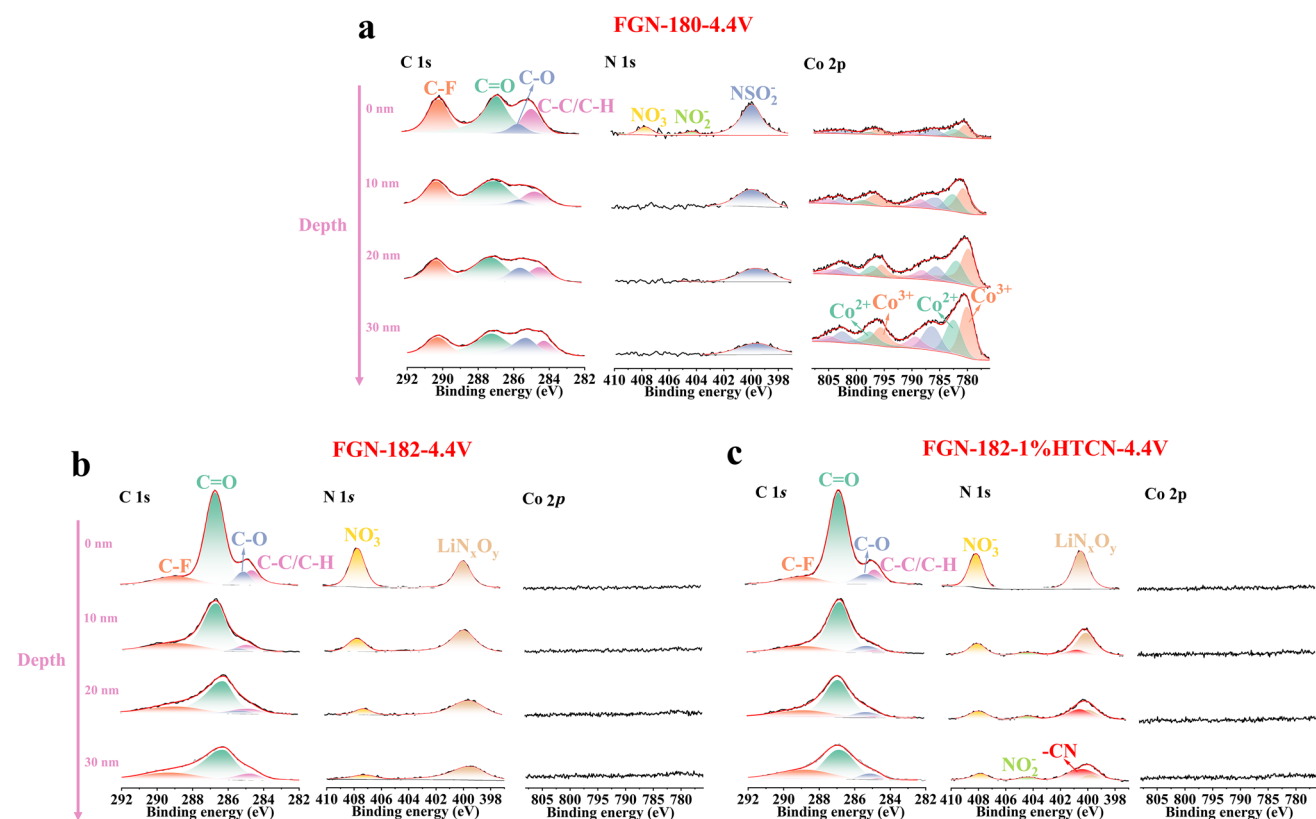 a
FGN-180-4.4V
C 1s
N 1s
Co 2p
C-F
C=O
C-O
C-C/C-H
NO₃⁻
NO₂⁻
NSO₂⁻
0 nm
10 nm
Depth
20 nm
30 nm
Co²⁺
Co³⁺
Co²⁺
Co³⁺
292 290 288 286 284 282
410 408 406 404 402 400 398
805 800 795 790 785 780
Binding energy (eV)
Binding energy (eV)
Binding energy (eV)
b
FGN-182-4.4V
C 1s
N 1s
Co 2p
C=O
C-O
C-F
C-C/C-H
NO₃⁻
LiNₓOᵧ
0 nm
10 nm
Depth
20 nm
30 nm
292 290 288 286 284 282
410 408 406 404 402 400 398
805 800 795 790 785 780
Binding energy (eV)
Binding energy (eV)
Binding energy (eV)
c
FGN-182-1%HTCN-4.4V
C 1s
N 1s
Co 2p
C=O
C-O
C-F
C-C/C-H
NO₃⁻
LiNₓOᵧ
NO₂⁻
-CN
292 290 288 286 284 282
410 408 406 404 402 400 398
805 800 795 790 785 780
Binding energy (eV)
Binding energy (eV)
Binding energy (eV)